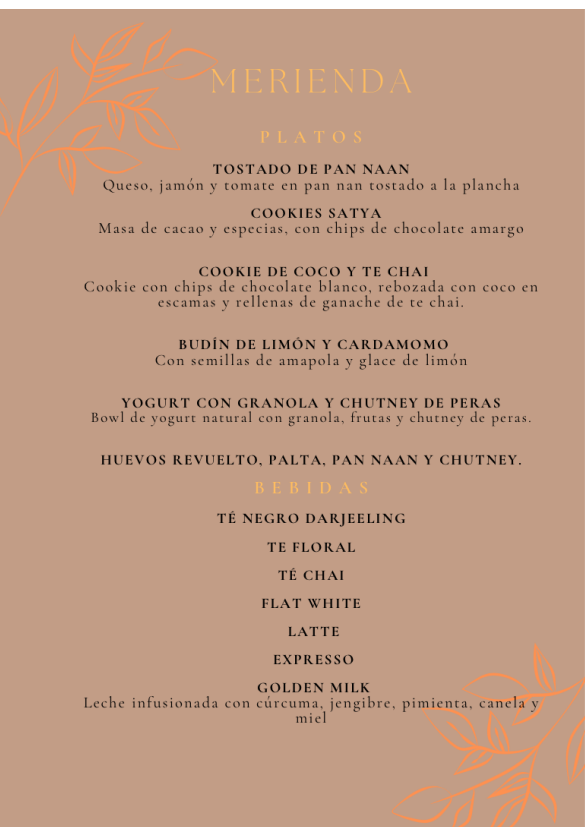 MERIENDA
PLATOS
TOSTADO DE PAN NAAN
Queso, jamón y tomate en pan nan tostado a la plancha
COOKIES SATYA
Masa de cacao y especias, con chips de chocolate amargo
COOKIE DE COCO Y TE CHAI
Cookie con chips de chocolate blanco, rebozada con coco en
escamas y rellenas de ganache de te chai.
BUDÍN DE LIMÓN Y CARDAMOMO
Con semillas de amapola y glace de limón
YOGURT CON GRANOLA Y CHUTNEY DE PERAS
Bowl de yogurt natural con granola, frutas y chutney de peras.
HUEVOS REVUELTO, PALTA, PAN NAAN Y CHUTNEY.
BEBIDAS
TÉ NEGRO DARJEELING
TE FLORAL
TÉ CHAI
FLAT WHITE
LATTE
EXPRESSO
GOLDEN MILK
Leche infusionada con cúrcuma, jengibre, pimienta, canela y
miel